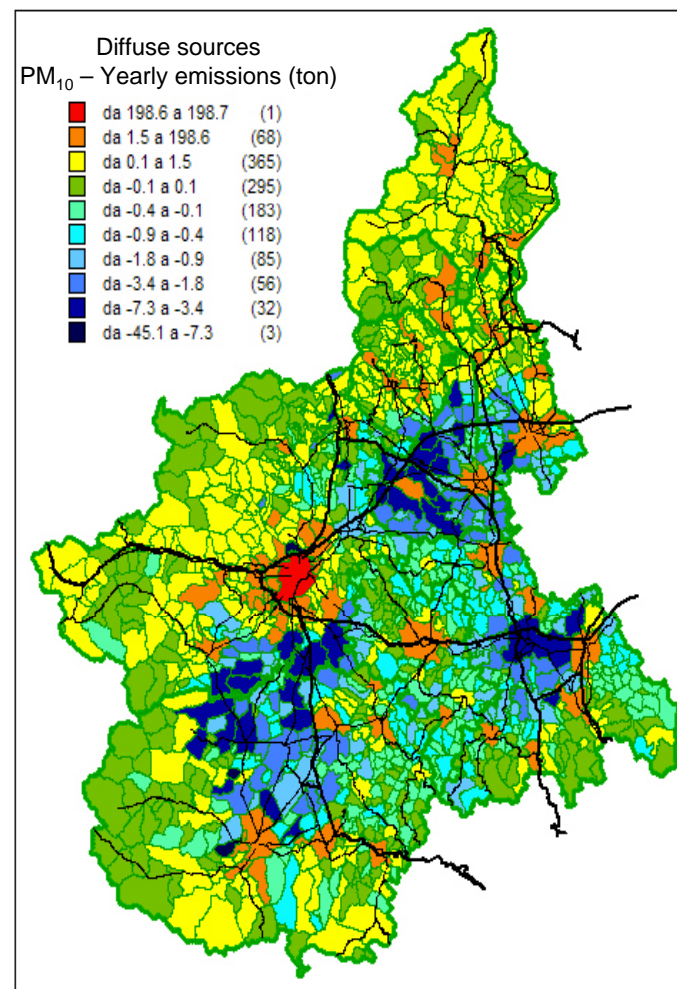 Diffuse sources
PM₁₀ – Yearly emissions (ton)
da 198.6 a 198.7 (1)
da 1.5 a 198.6 (68)
da 0.1 a 1.5 (365)
da -0.1 a 0.1 (295)
da -0.4 a -0.1 (183)
da -0.9 a -0.4 (118)
da -1.8 a -0.9 (85)
da -3.4 a -1.8 (56)
da -7.3 a -3.4 (32)
da -45.1 a -7.3 (3)